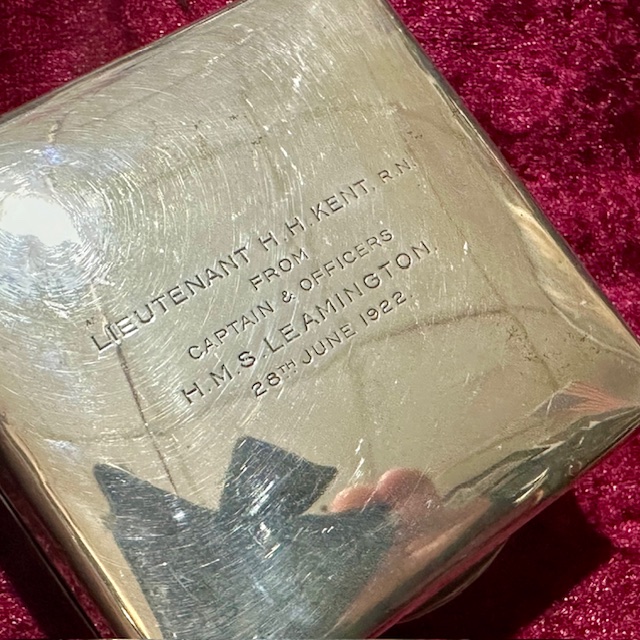 LIEUTENANT H.H. KENT, R.N.
FROM
CAPTAIN & OFFICERS
H.M.S. LEAMINGTON.
28TH JUNE 1922.